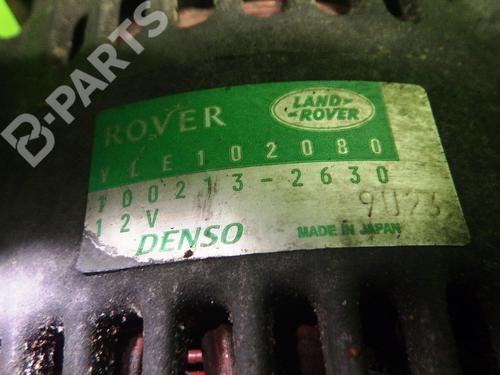 B-PARTS
ROVER
LAND ROVER
YLE102080
100213-2630
12V
9U23
DENSO
MADE IN JAPAN